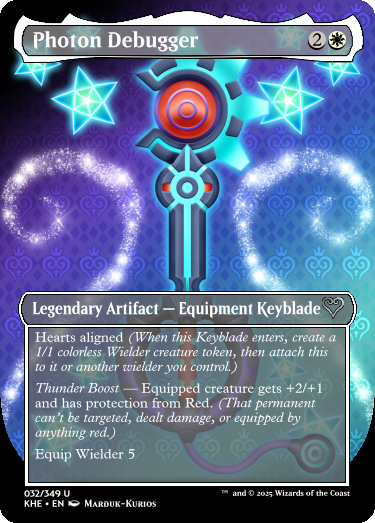 Photon Debugger 2
Legendary Artifact — Equipment Keyblade
Hearts aligned (When this Keyblade enters, create a
1/1 colorless Wielder creature token, then attach this
to it or another wielder you control.)
Thunder Boost — Equipped creature gets +2/+1
and has protection from Red. (That permanent
can't be targeted, dealt damage, or equipped by
anything red.)
Equip Wielder 5
032/349 U
KHE • EN Marduk-Kurios
™ and © 2025 Wizards of the Coast